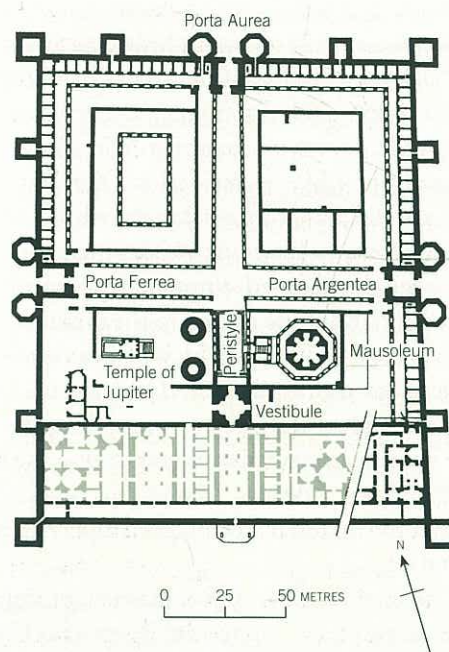 Porta Aurea
Porta Ferrea
Porta Argentea
Peristyle
Mausoleum
Temple of
Jupiter
Vestibule
N
0 25 50 METRES